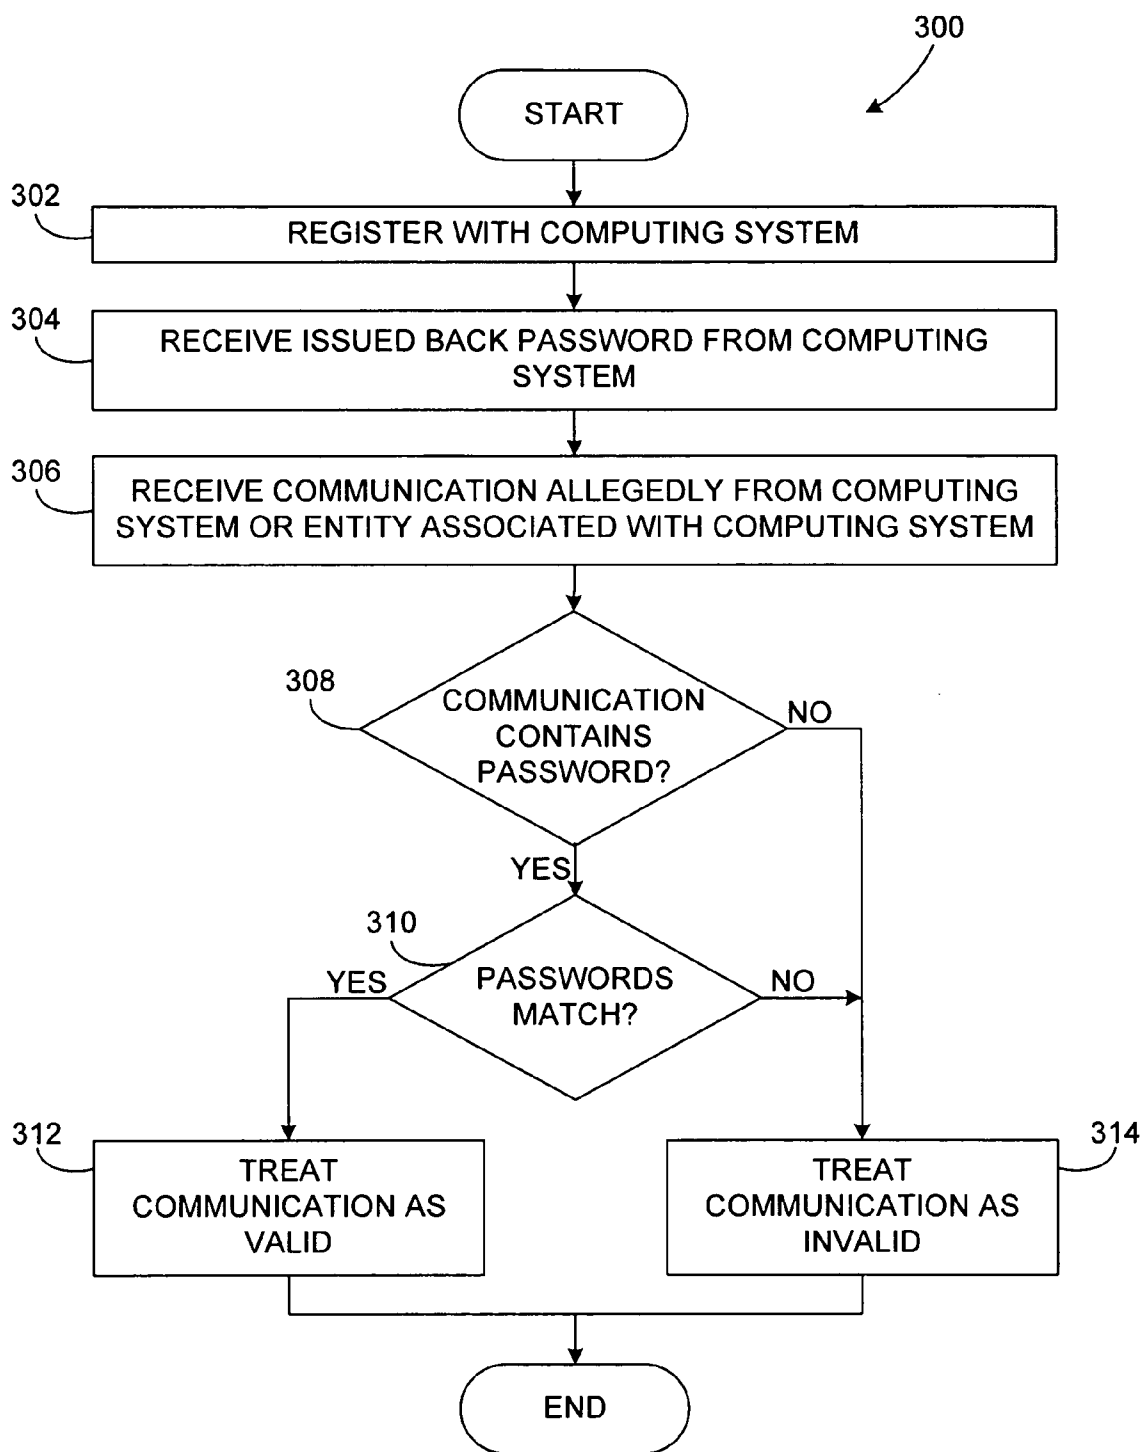 300
START
302
REGISTER WITH COMPUTING SYSTEM
304
RECEIVE ISSUED BACK PASSWORD FROM COMPUTING
SYSTEM
306
RECEIVE COMMUNICATION ALLEGEDLY FROM COMPUTING
SYSTEM OR ENTITY ASSOCIATED WITH COMPUTING SYSTEM
308
COMMUNICATION
CONTAINS
PASSWORD?
NO
YES
310
YES
PASSWORDS
MATCH?
NO
312
TREAT
COMMUNICATION AS
VALID
314
TREAT
COMMUNICATION AS
INVALID
END